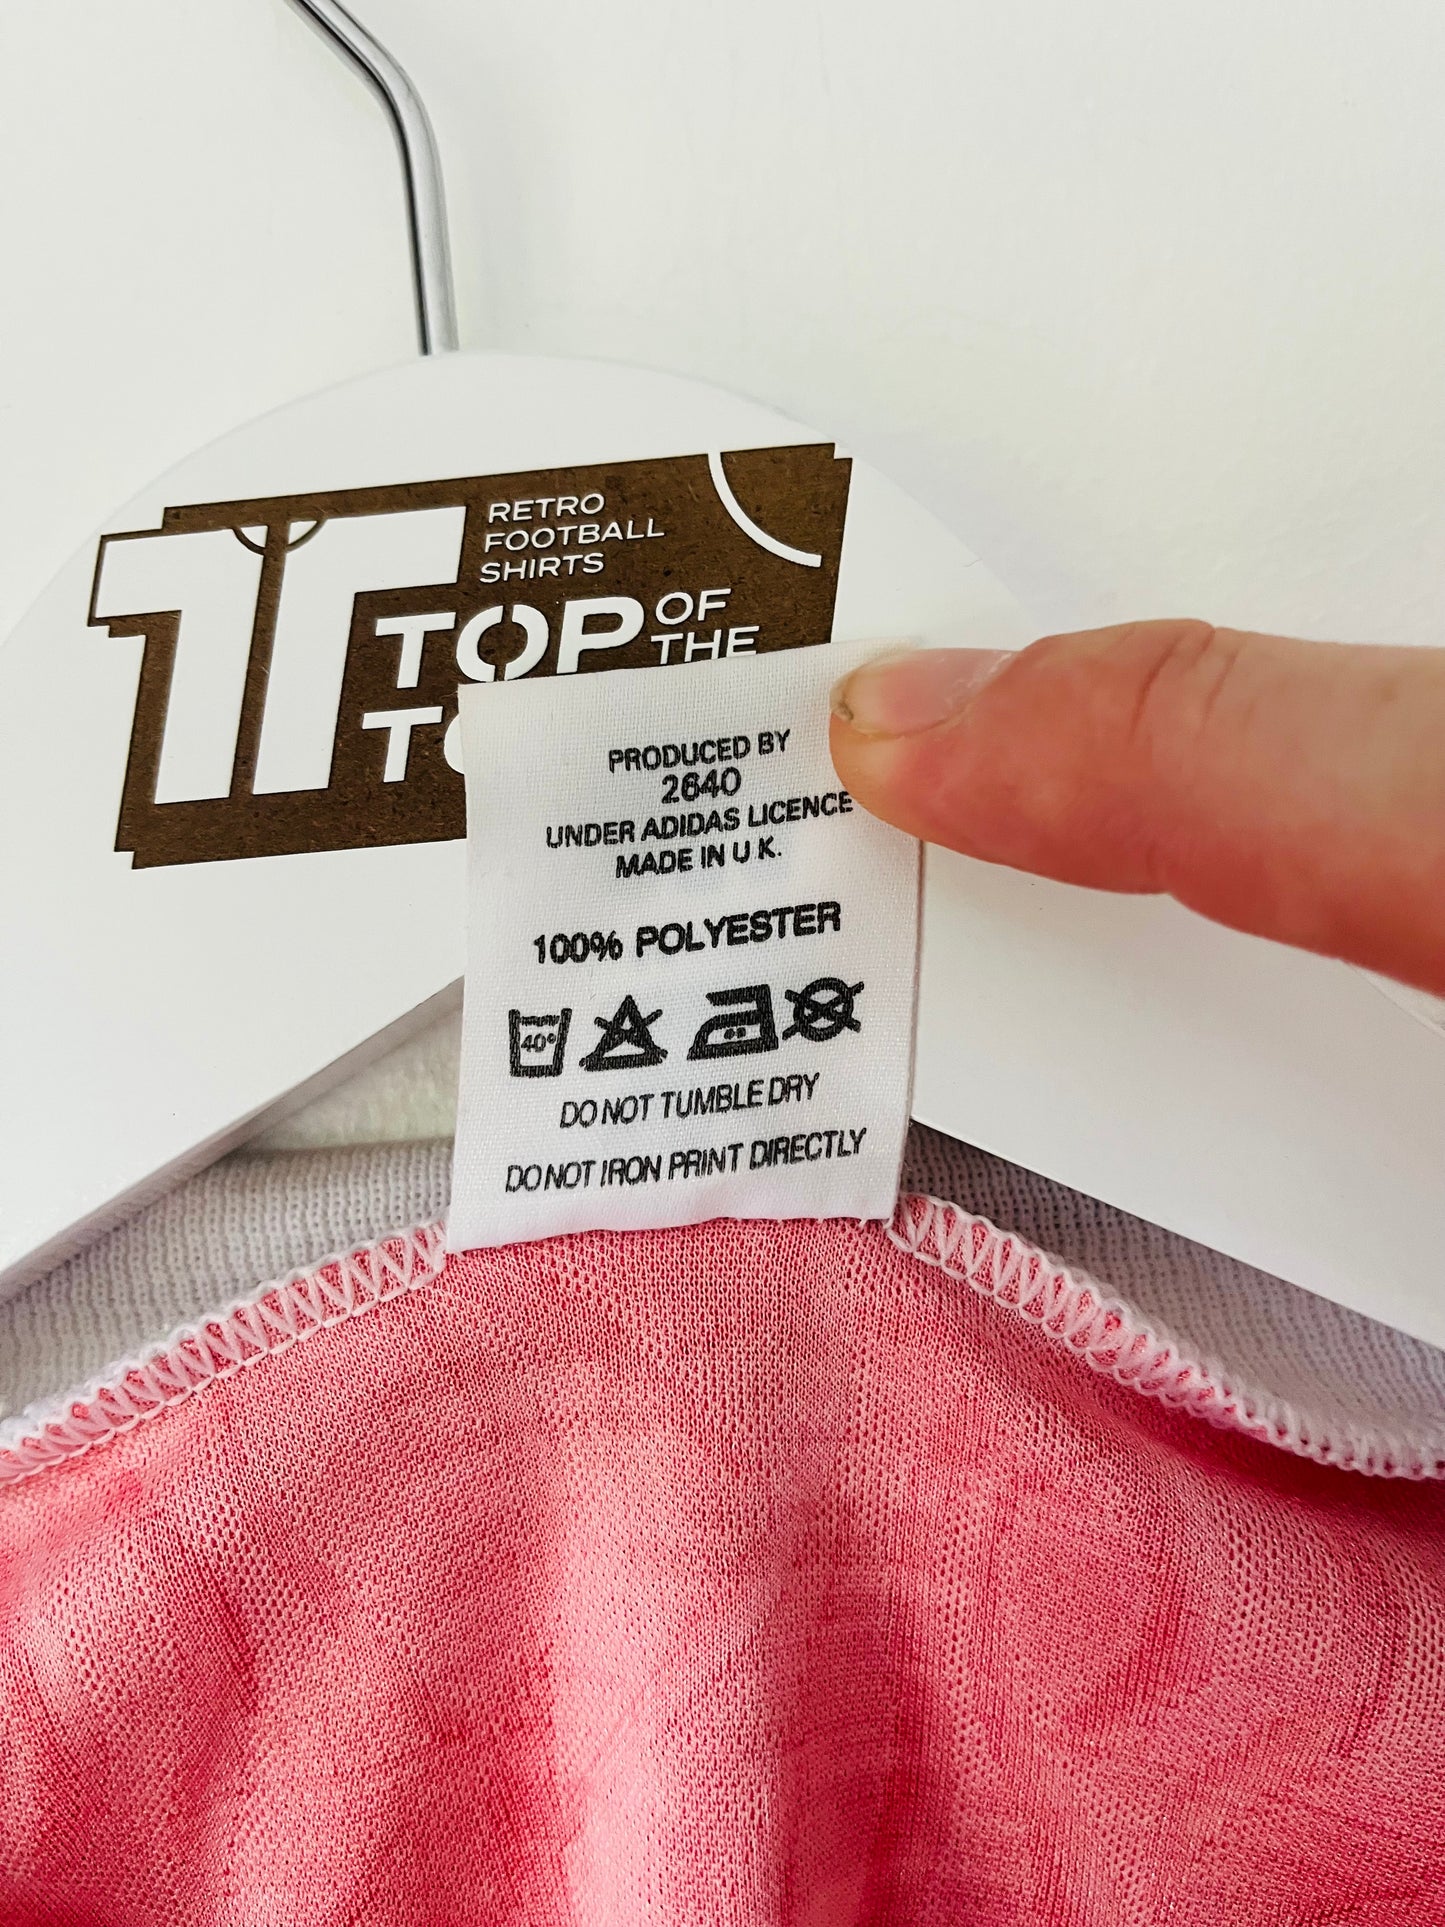 RETRO
FOOTBALL
SHIRTS
TOP OF THE
PRODUCED BY
2640
UNDER ADIDAS LICENCE
MADE IN U K.
100% POLYESTER
40°
DO NOT TUMBLE DRY
DO NOT IRON PRINT DIRECTLY